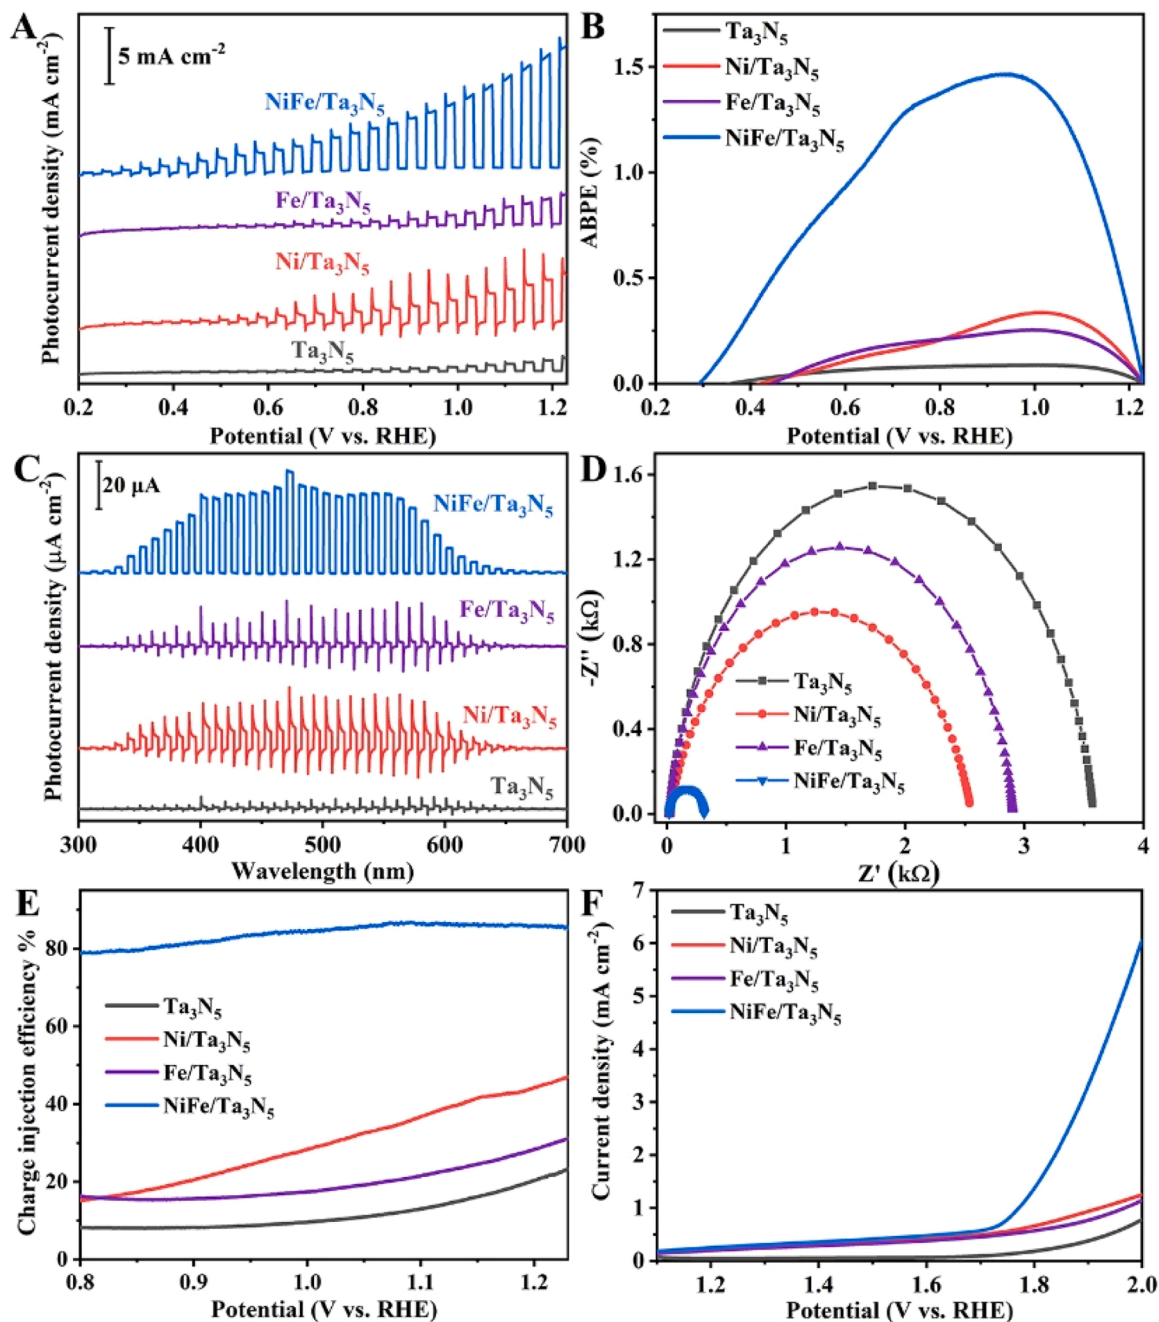 A
5 mA cm⁻²
NiFe/Ta₃N₅
Fe/Ta₃N₅
Ni/Ta₃N₅
Ta₃N₅
Photocurrent density (mA cm⁻²)
0.2 0.4 0.6 0.8 1.0 1.2
Potential (V vs. RHE)
B
Ta₃N₅
Ni/Ta₃N₅
Fe/Ta₃N₅
NiFe/Ta₃N₅
ABPE (%)
1.5
1.0
0.5
0.0
0.2 0.4 0.6 0.8 1.0 1.2
Potential (V vs. RHE)
C
20 μA
NiFe/Ta₃N₅
Fe/Ta₃N₅
Ni/Ta₃N₅
Ta₃N₅
Photocurrent density (μA cm⁻²)
300 400 500 600 700
Wavelength (nm)
D
-Z'' (kΩ)
1.6
1.2
0.8
0.4
0.0
Ta₃N₅
Ni/Ta₃N₅
Fe/Ta₃N₅
NiFe/Ta₃N₅
0 1 2 3 4
Z' (kΩ)
E
Charge injection efficiency %
80
60
40
20
0
Ta₃N₅
Ni/Ta₃N₅
Fe/Ta₃N₅
NiFe/Ta₃N₅
0.8 0.9 1.0 1.1 1.2
Potential (V vs. RHE)
F
Current density (mA cm⁻²)
7
6
5
4
3
2
1
0
Ta₃N₅
Ni/Ta₃N₅
Fe/Ta₃N₅
NiFe/Ta₃N₅
1.2 1.4 1.6 1.8 2.0
Potential (V vs. RHE)